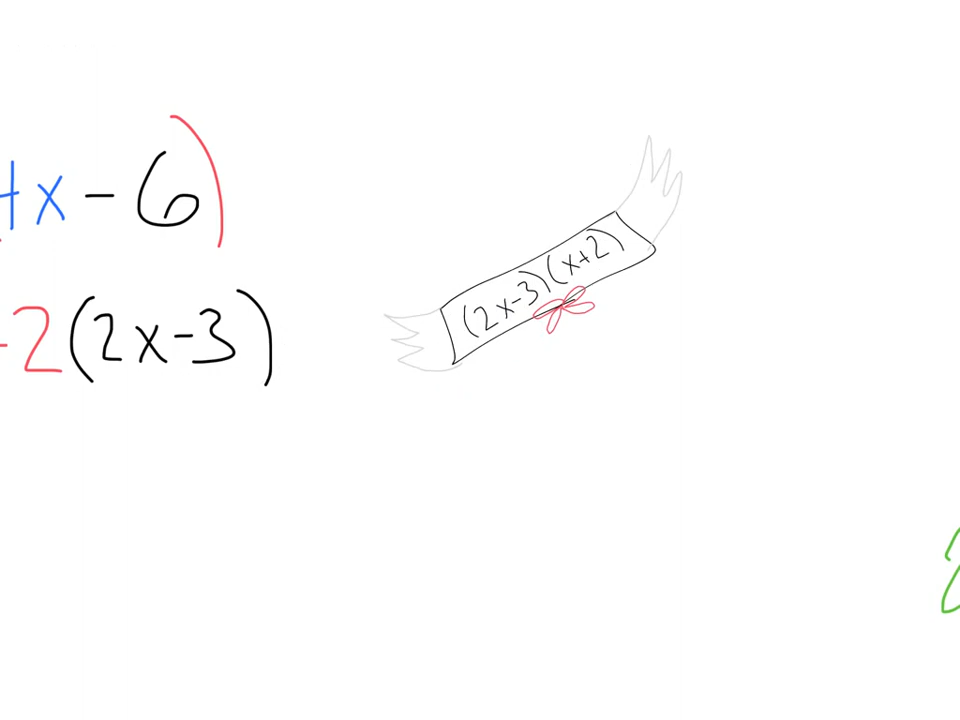 4x - 6)
-2(2x-3)
(2x-3)(x+2)